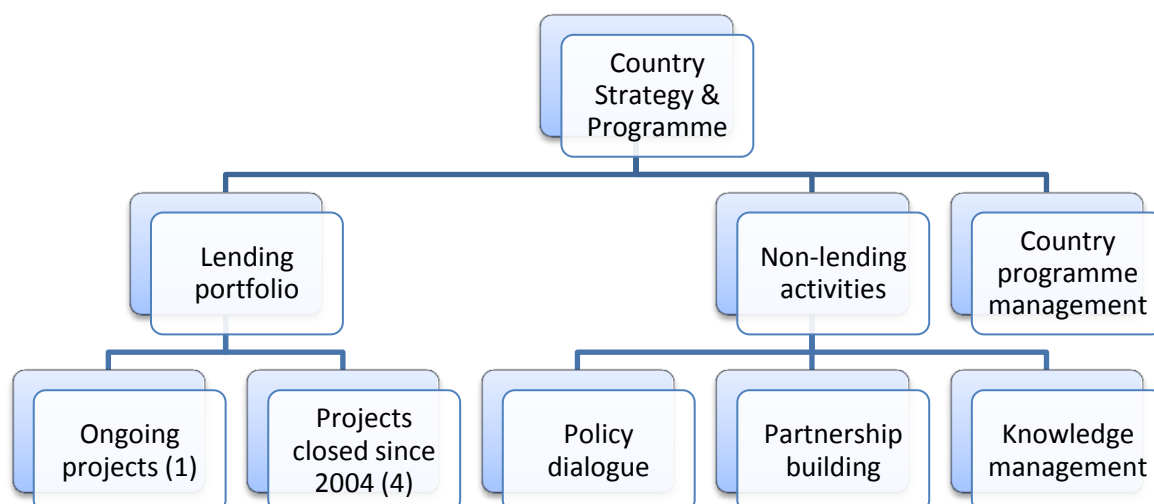 Country
Strategy &
Programme
Lending
portfolio
Non-lending
activities
Country
programme
management
Ongoing
projects (1)
Projects
closed since
2004 (4)
Policy
dialogue
Partnership
building
Knowledge
management